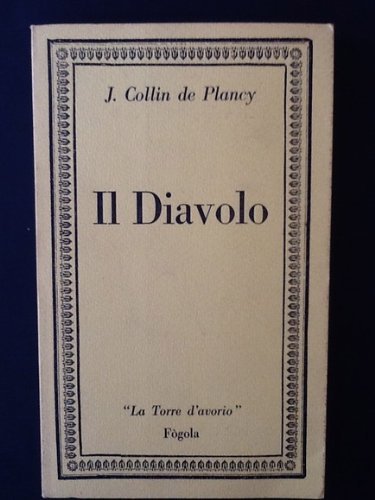 J. Collin de Plancy
Il Diavolo
"La Torre d'avorio"
Fògola